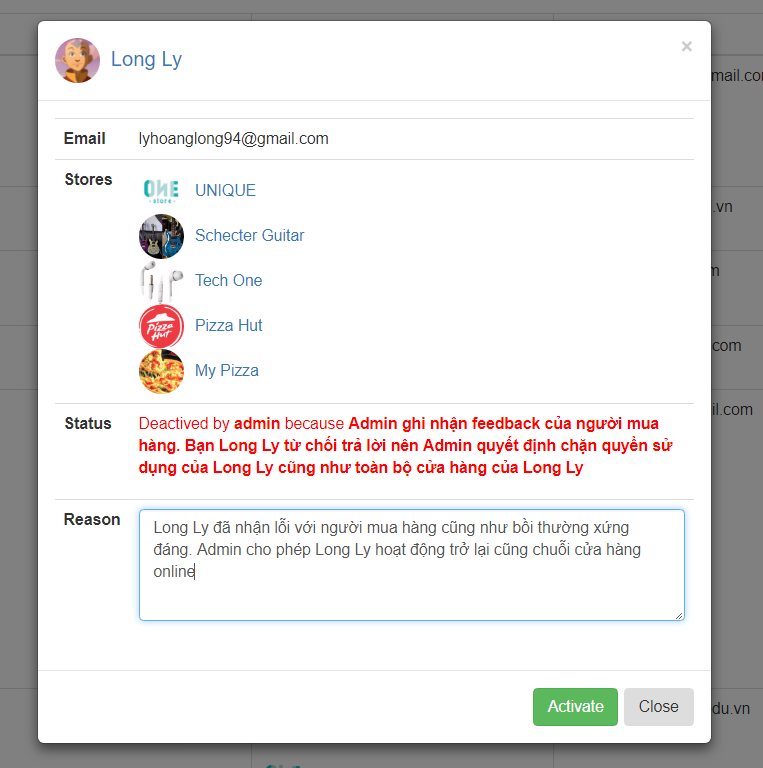 Long Ly
×
mail.co
Email lyhoanglong94@gmail.com
Stores
ONE
store
UNIQUE
.vn
Schecter Guitar
m
Tech One
Pizza Hut
Pizza Hut
com
My Pizza
il.com
Status Deactived by admin because Admin ghi nhận feedback của người mua
hàng. Bạn Long Ly từ chối trả lời nên Admin quyết định chặn quyền sử
dụng của Long Ly cũng như toàn bộ cửa hàng của Long Ly
Reason Long Ly đã nhận lỗi với người mua hàng cũng như bồi thường xứng
đáng. Admin cho phép Long Ly hoạt động trở lại cũng chuỗi cửa hàng
online
Activate Close
du.vn